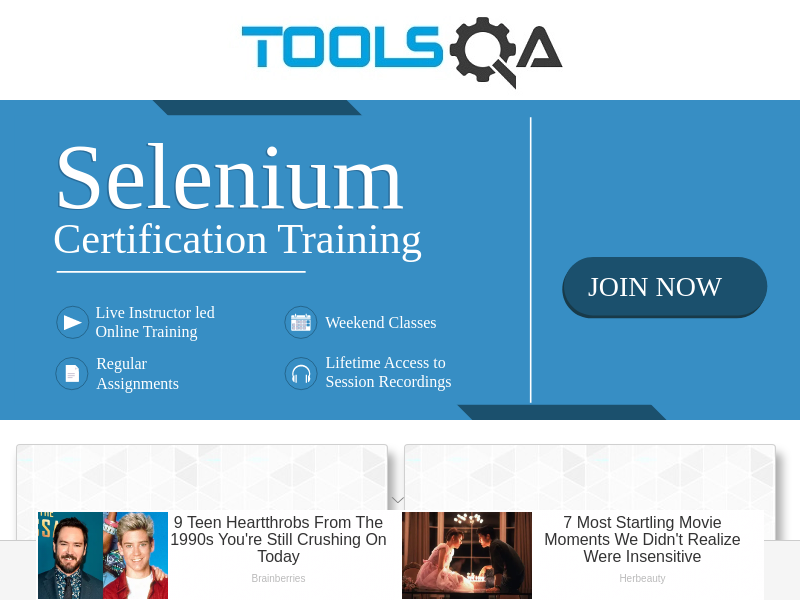 TOOLSQA
Selenium
Certification Training
JOIN NOW
Live Instructor led
Online Training
Weekend Classes
Regular
Assignments
Lifetime Access to
Session Recordings
9 Teen Heartthrobs From The
1990s You're Still Crushing On
Today
Brainberries
7 Most Startling Movie
Moments We Didn't Realize
Were Insensitive
Herbeauty